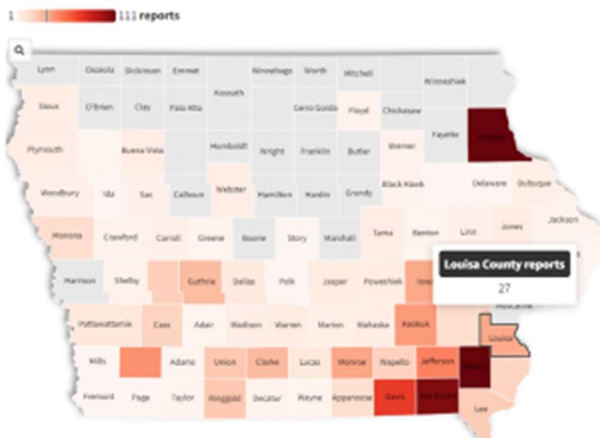 1 111 reports
Lyon Osceola Dickinson Emmet Winnebago Worth Mitchell Winneshiek
Kossuth
Sioux O'Brien Clay Palo Alto Cerro Gordo Floyd Chickasaw
Fayette
Plymouth Buena Vista Humboldt Wright Franklin Butler Bremer
Woodbury Ida Sac Calhoun Webster Hamilton Hardin Grundy Black Hawk Delaware Dubuque
Monona Crawford Carroll Greene Boone Story Marshall Tama Benton Linn Jones Jackson
Louisa County reports
27
Harrison Shelby Guthrie Dallas Polk Jasper Poweshiek
Pottawattamie Cass Adair Madison Warren Marion Mahaska Keokuk Louisa
Mills Adams Union Clarke Lucas Monroe Wapello Jefferson
Fremont Page Taylor Ringgold Decatur Wayne Appanoose Davis Van Buren Lee